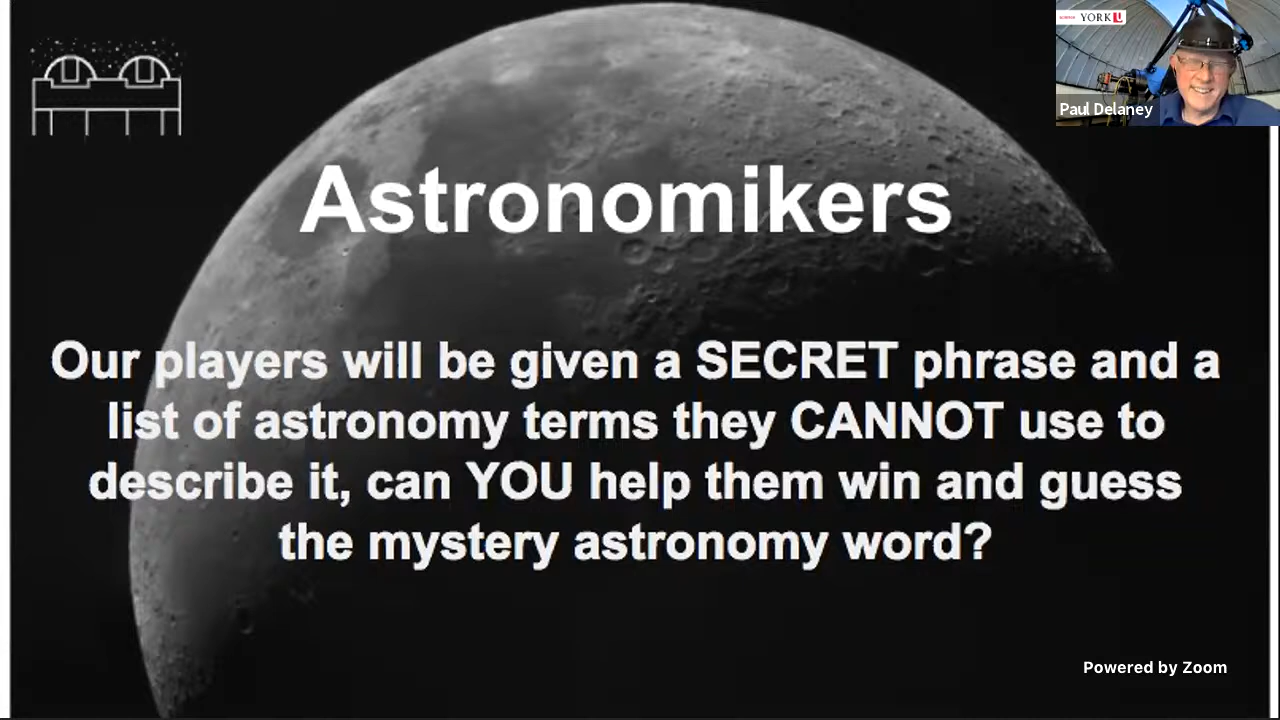 YORK U
Paul Delaney
Astronomikers
Our players will be given a SECRET phrase and a
list of astronomy terms they CANNOT use to
describe it, can YOU help them win and guess
the mystery astronomy word?
Powered by Zoom